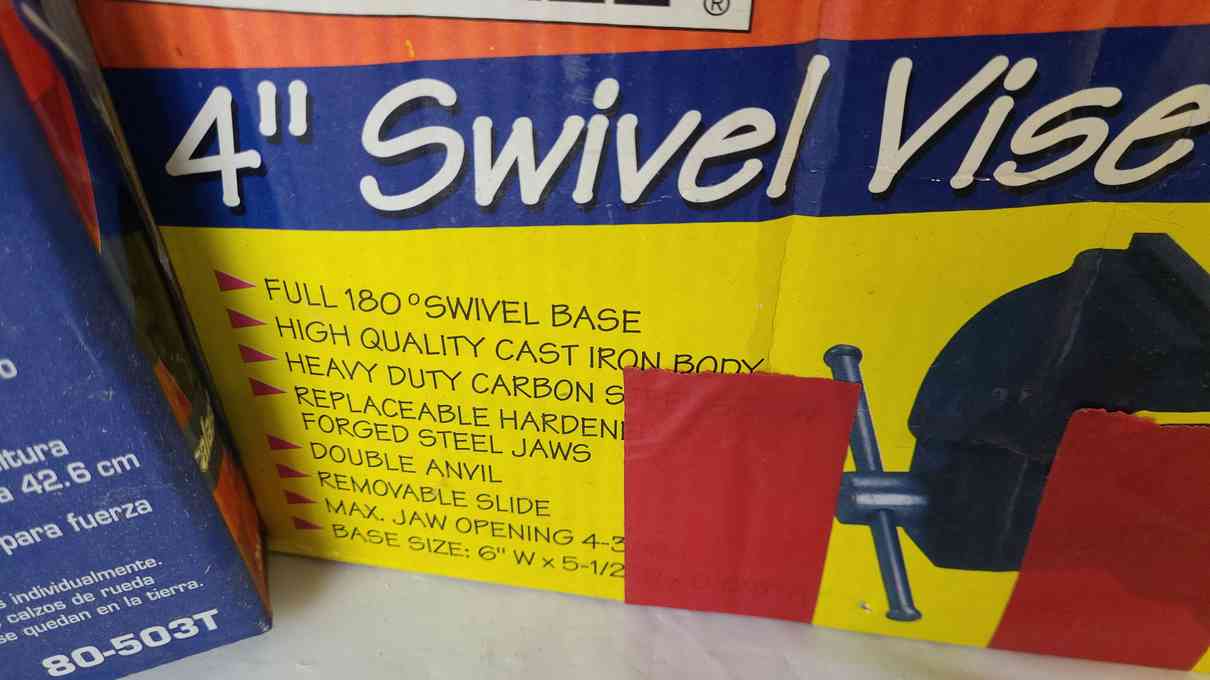 ®
4" Swivel Vise
FULL 180° SWIVEL BASE
HIGH QUALITY CAST IRON BODY
HEAVY DUTY CARBON S
REPLACEABLE HARDEN
FORGED STEEL JAWS
DOUBLE ANVIL
REMOVABLE SLIDE
MAX. JAW OPENING 4-3
BASE SIZE: 6" W x 5-1/2
a 42.6 cm
para fuerza
individualmente.
calzos de rueda
se quedan en la tierra.
80-503T